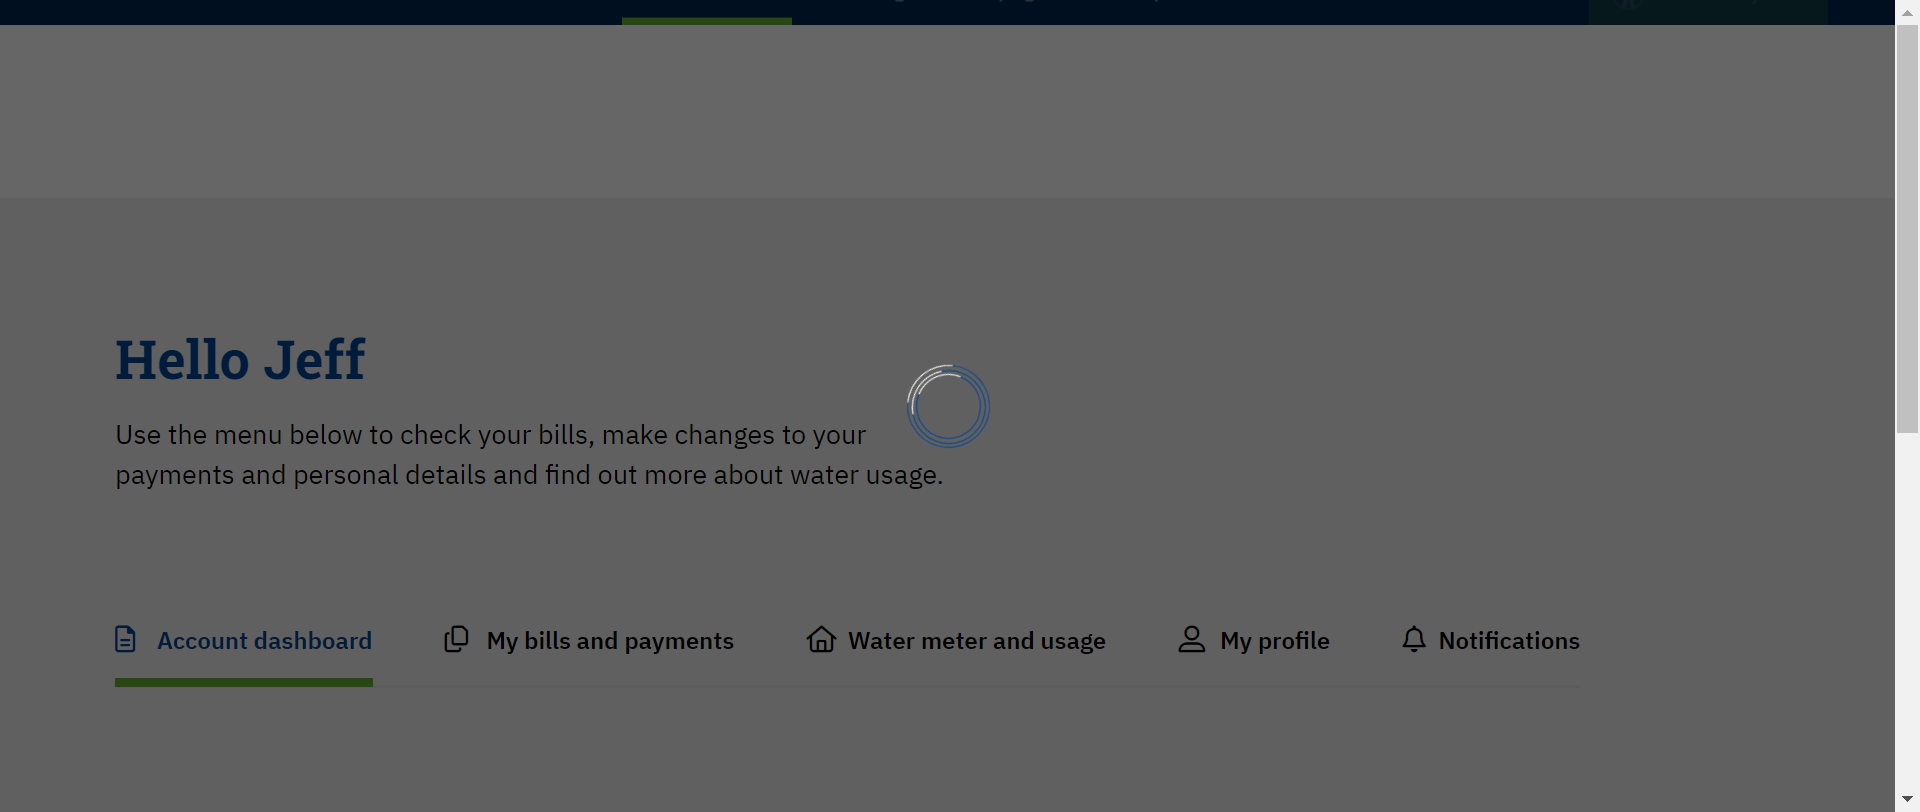 Hello Jeff
Use the menu below to check your bills, make changes to your
payments and personal details and find out more about water usage.
Account dashboard
My bills and payments
Water meter and usage
My profile
Notifications